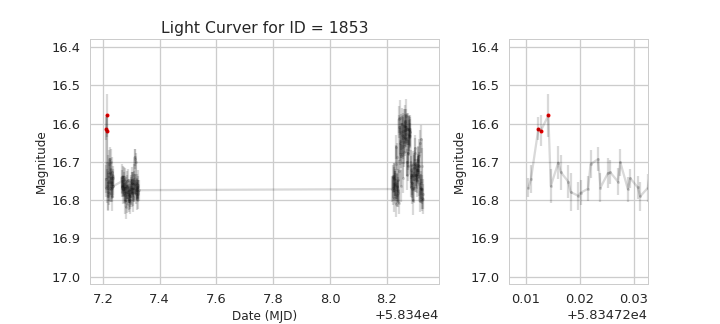 Light Curver for ID = 1853
Magnitude
16.4
16.5
16.6
16.7
16.8
16.9
17.0
7.2 7.4 7.6 7.8 8.0 8.2
Date (MJD)
+5.834e4
Magnitude
16.4
16.5
16.6
16.7
16.8
16.9
17.0
0.01 0.02 0.03
+5.83472e4